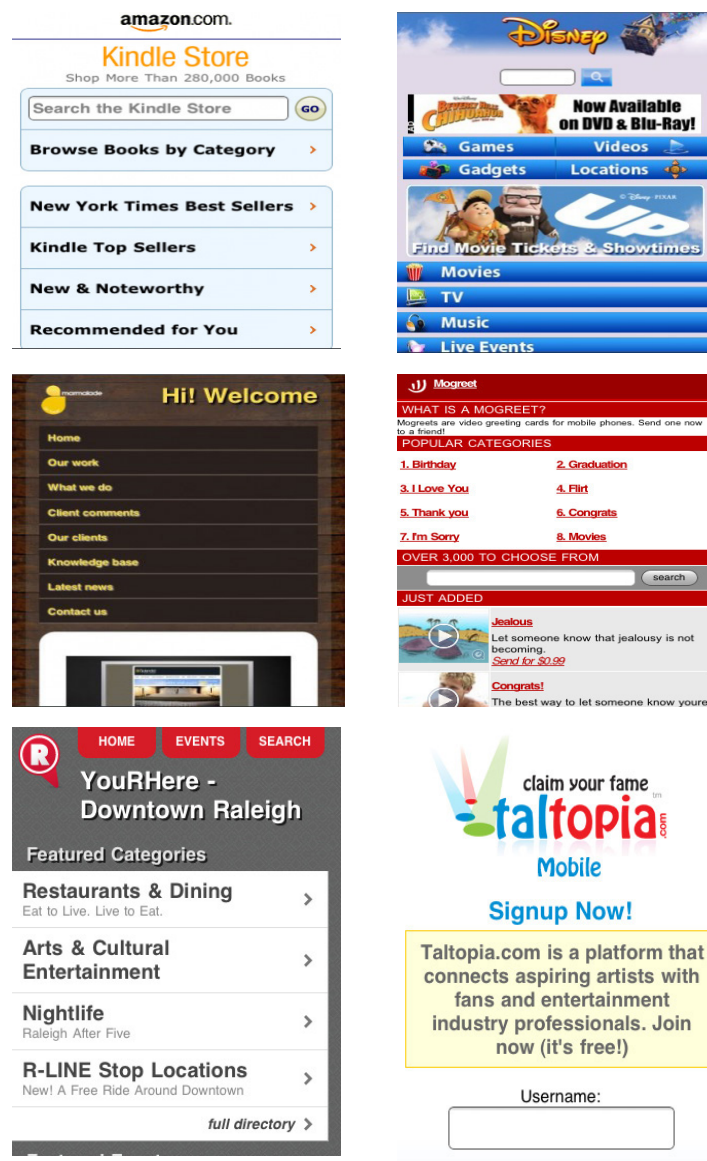 amazon.com.
Kindle Store
Shop More Than 280,000 Books
Search the Kindle Store GO
Browse Books by Category
New York Times Best Sellers
Kindle Top Sellers
New & Noteworthy
Recommended for You
Disney
BEVERLY HILLS
CHIHUAHUA
Now Available
on DVD & Blu-Ray!
Games Videos
Gadgets Locations
© Disney PIXAR
UP
Find Movie Tickets & Showtimes
Movies
TV
Music
Live Events
marmalade
Hi! Welcome
Home
Our work
What we do
Client comments
Our clients
Knowledge base
Latest news
Contact us
Mogreet
WHAT IS A MOGREET?
Mogreets are video greeting cards for mobile phones. Send one now
to a friend!
POPULAR CATEGORIES
1. Birthday 2. Graduation
3. I Love You 4. Flirt
5. Thank you 6. Congrats
7. I'm Sorry 8. Movies
OVER 3,000 TO CHOOSE FROM
search
JUST ADDED
Jealous
Let someone know that jealousy is not
becoming.
Send for $0.99
Congrats!
The best way to let someone know youre
R
HOME EVENTS SEARCH
YouRHere -
Downtown Raleigh
Featured Categories
Restaurants & Dining
Eat to Live. Live to Eat.
Arts & Cultural
Entertainment
Nightlife
Raleigh After Five
R-LINE Stop Locations
New! A Free Ride Around Downtown
full directory
claim your fame
taltopia.com tm
Mobile
Signup Now!
Taltopia.com is a platform that
connects aspiring artists with
fans and entertainment
industry professionals. Join
now (it's free!)
Username: